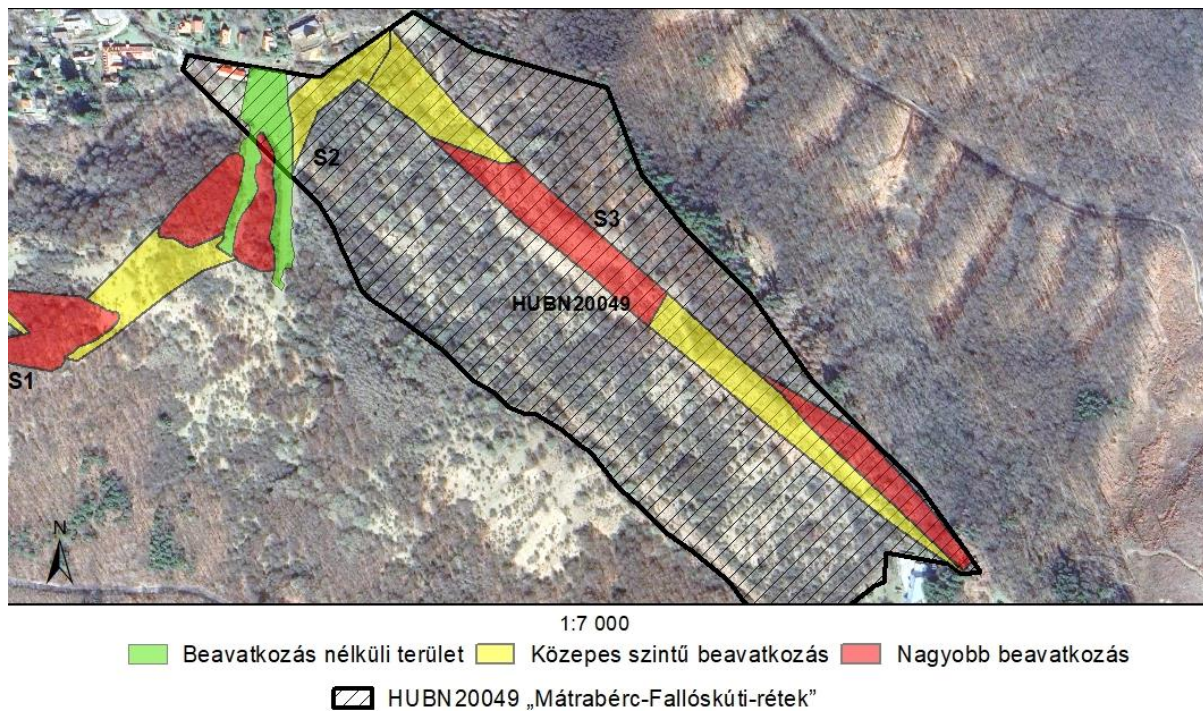 S2
S3
HUBN20049
S1
N
1:7 000
Beavatkozás nélküli terület Közepes szintű beavatkozás Nagyobb beavatkozás
HUBN20049 „Mátrabérc-Fallóskúti-rétek”